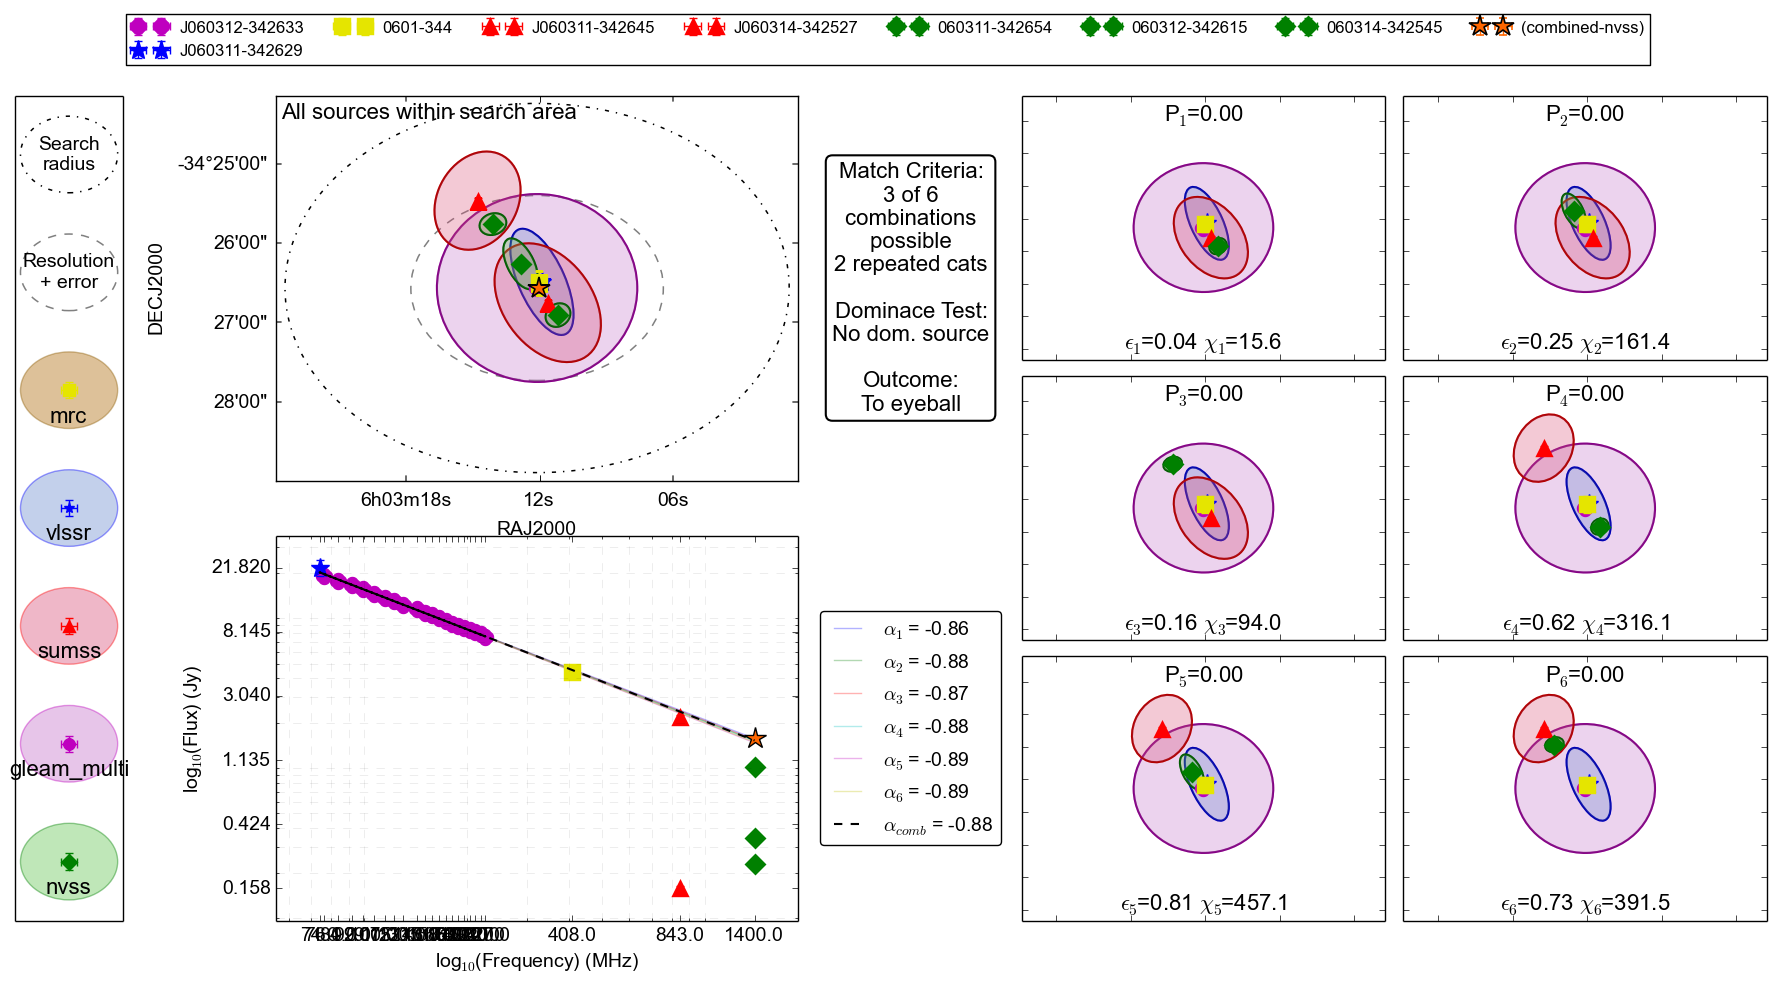 J060312-342633
0601-344
J060311-342645
J060314-342527
060311-342654
060312-342615
060314-342545
(combined-nvss)
J060311-342629
Search
radius
Resolution
+ error
mrc
vlssr
sumss
gleam_multi
nvss
All sources within search area
-34°25'00"
26'00"
27'00"
28'00"
DECJ2000
6h03m18s
12s
06s
RAJ2000
Match Criteria:
3 of 6
combinations
possible
2 repeated cats
Dominace Test:
No dom. source
Outcome:
To eyeball
21.820
8.145
3.040
1.135
0.424
0.158
log10(Flux) (Jy)
408.0
843.0
1400.0
log10(Frequency) (MHz)
α1 = -0.86
α2 = -0.88
α3 = -0.87
α4 = -0.88
α5 = -0.89
α6 = -0.89
αcomb = -0.88
P1=0.00
ϵ1=0.04 χ1=15.6
P2=0.00
ϵ2=0.25 χ2=161.4
P3=0.00
ϵ3=0.16 χ3=94.0
P4=0.00
ϵ4=0.62 χ4=316.1
P5=0.00
ϵ5=0.81 χ5=457.1
P6=0.00
ϵ6=0.73 χ6=391.5